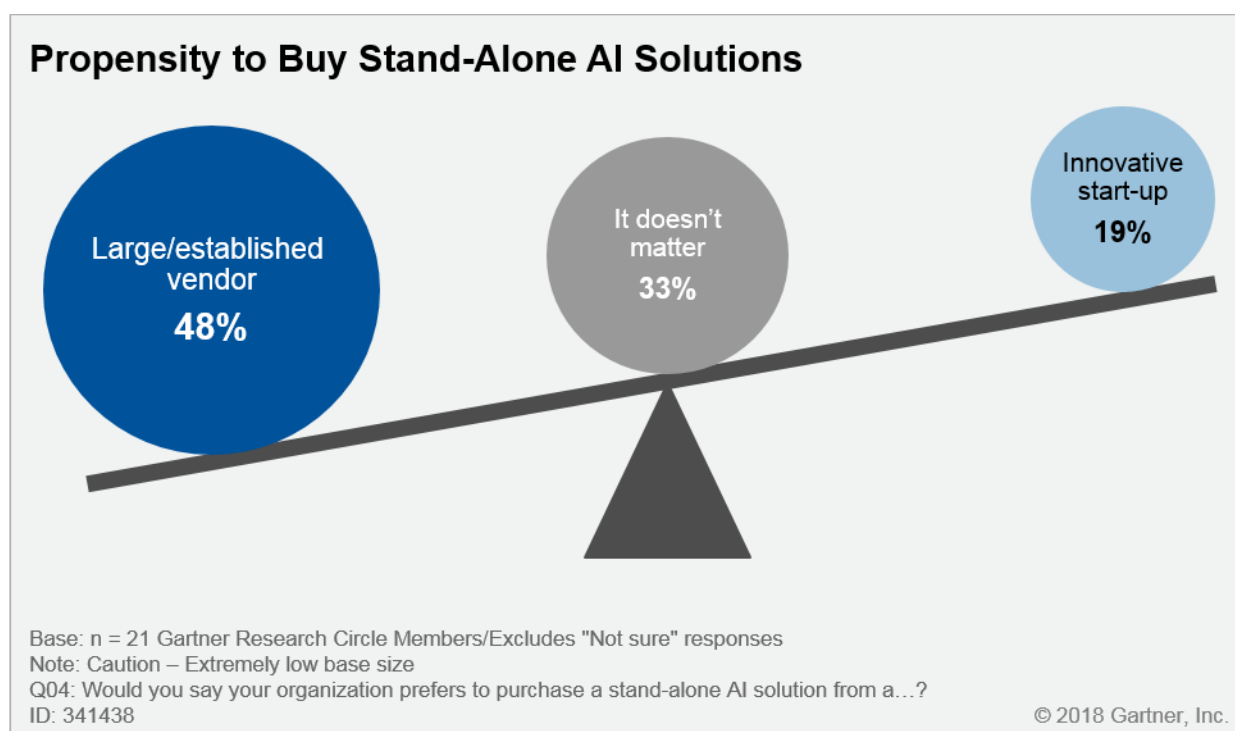 Propensity to Buy Stand-Alone AI Solutions
Large/established
vendor
48%
It doesn’t
matter
33%
Innovative
start-up
19%
Base: n = 21 Gartner Research Circle Members/Excludes "Not sure" responses
Note: Caution – Extremely low base size
Q04: Would you say your organization prefers to purchase a stand-alone AI solution from a…?
ID: 341438
© 2018 Gartner, Inc.